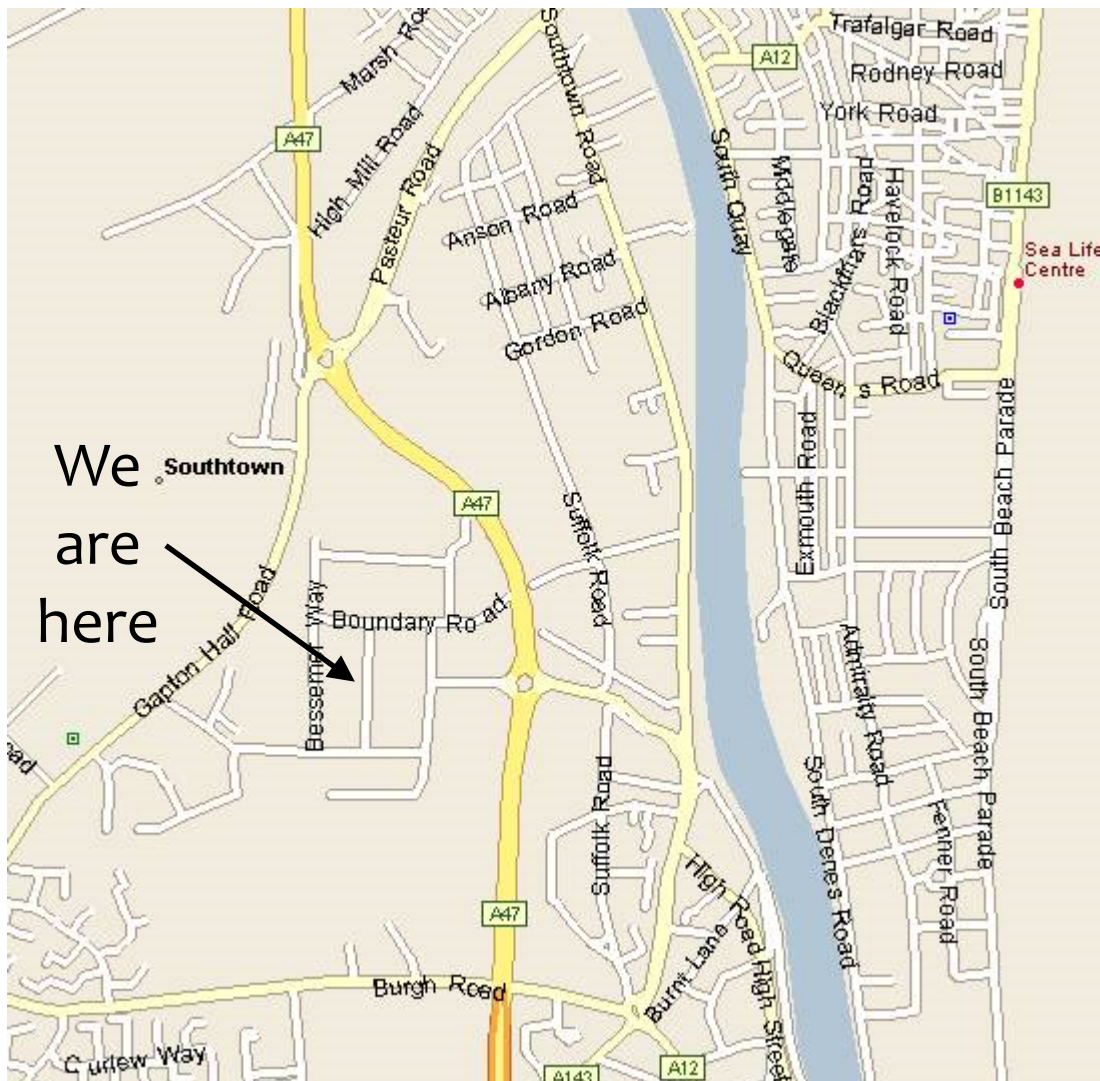 Trafalgar Road
A12
Marsh
Southtown Road
Rodney Road
York Road
A47
High Mill Road
Pasteur Road
South Quay
Middlegate
Blackfriars Road
Havelock Road
B1143
Anson Road
Sea Life
Centre
Albany Road
Gordon Road
Queen s Road
South Beach Parade
We
are
here
Southtown
A47
Exmouth Road
Suffolk Road
Gapton Hall Road
Bessemer Way
Boundary Ro ad
Admiralty Road
South Beach Parade
oad
Suffolk Road
South Denes Road
Fenner Road
High Road
A47
Burnt Lane
High Street
Burgh Road
Curlew Way
A143
A12